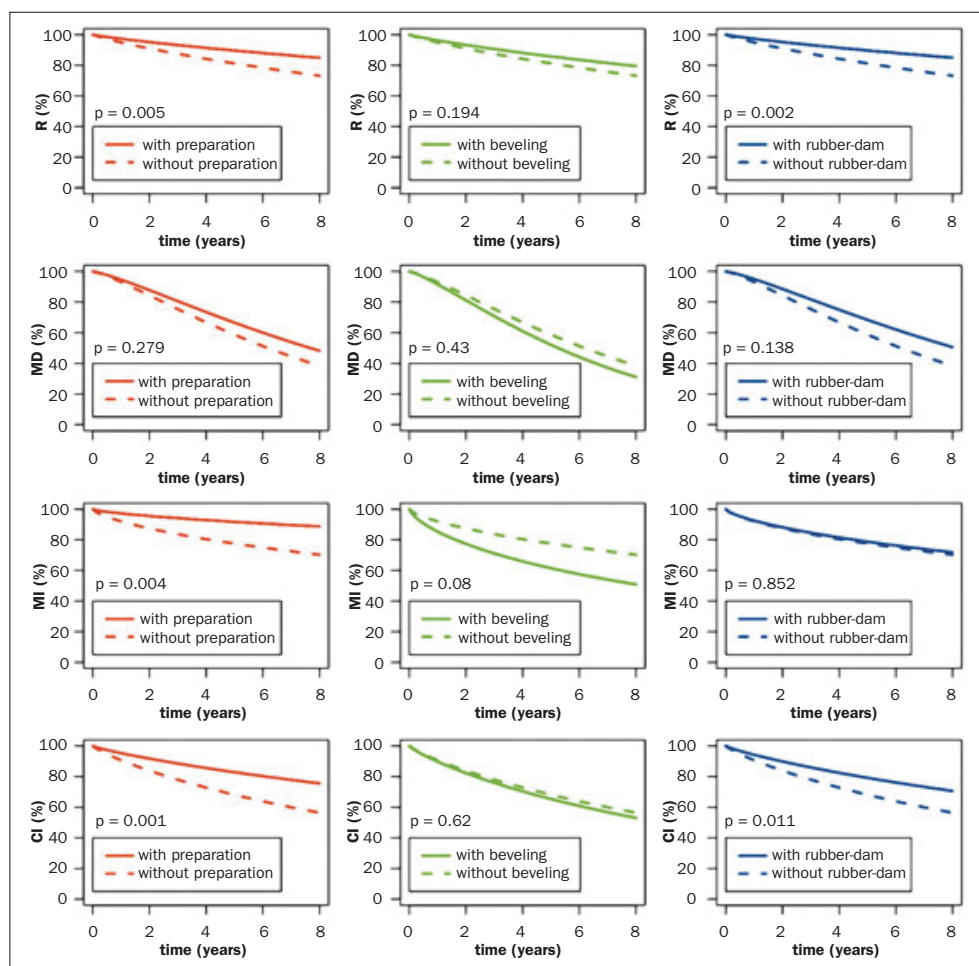 R (%)
100
80
60
40
20
0
p = 0.005
with preparation
without preparation
0 2 4 6 8
time (years)
R (%)
100
80
60
40
20
0
p = 0.194
with beveling
without beveling
0 2 4 6 8
time (years)
R (%)
100
80
60
40
20
0
p = 0.002
with rubber-dam
without rubber-dam
0 2 4 6 8
time (years)
MD (%)
100
80
60
40
20
0
p = 0.279
with preparation
without preparation
0 2 4 6 8
time (years)
MD (%)
100
80
60
40
20
0
p = 0.43
with beveling
without beveling
0 2 4 6 8
time (years)
MD (%)
100
80
60
40
20
0
p = 0.138
with rubber-dam
without rubber-dam
0 2 4 6 8
time (years)
MI (%)
100
80
60
40
20
0
p = 0.004
with preparation
without preparation
0 2 4 6 8
time (years)
MI (%)
100
80
60
40
20
0
p = 0.08
with beveling
without beveling
0 2 4 6 8
time (years)
MI (%)
100
80
60
40
20
0
p = 0.852
with rubber-dam
without rubber-dam
0 2 4 6 8
time (years)
CI (%)
100
80
60
40
20
0
p = 0.001
with preparation
without preparation
0 2 4 6 8
time (years)
CI (%)
100
80
60
40
20
0
p = 0.62
with beveling
without beveling
0 2 4 6 8
time (years)
CI (%)
100
80
60
40
20
0
p = 0.011
with rubber-dam
without rubber-dam
0 2 4 6 8
time (years)